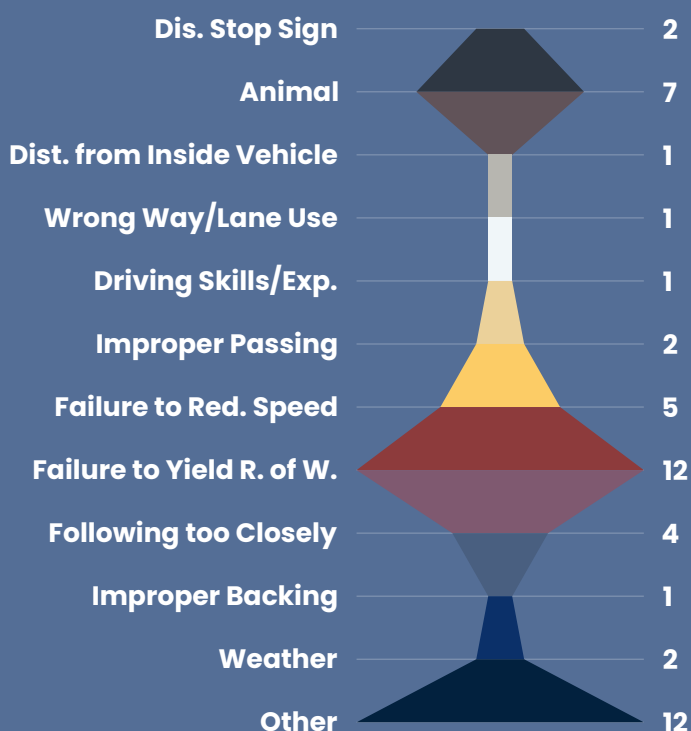 Dis. Stop Sign 2
Animal 7
Dist. from Inside Vehicle 1
Wrong Way/Lane Use 1
Driving Skills/Exp. 1
Improper Passing 2
Failure to Red. Speed 5
Failure to Yield R. of W. 12
Following too Closely 4
Improper Backing 1
Weather 2
Other 12